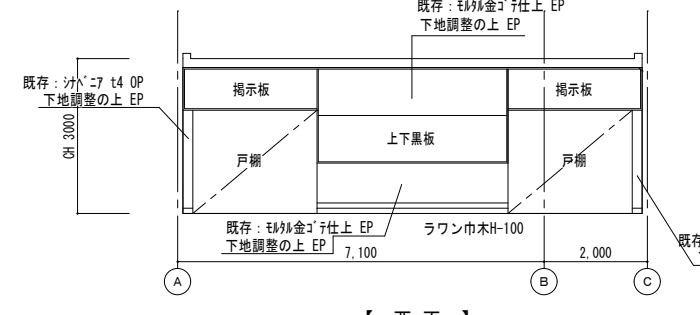 既存：ﾓﾙﾀﾙ金ｺﾞﾃ仕上 EP
下地調整の上 EP
既存：ｼﾅﾍﾞﾆｱ t4 OP
下地調整の上 EP
掲示板
掲示板
CH 3000
上下黒板
戸棚
戸棚
既存：ﾓﾙﾀﾙ金ｺﾞﾃ仕上 EP
下地調整の上 EP
ラワン巾木H-100
既存
7,100
2,000
A
B
C